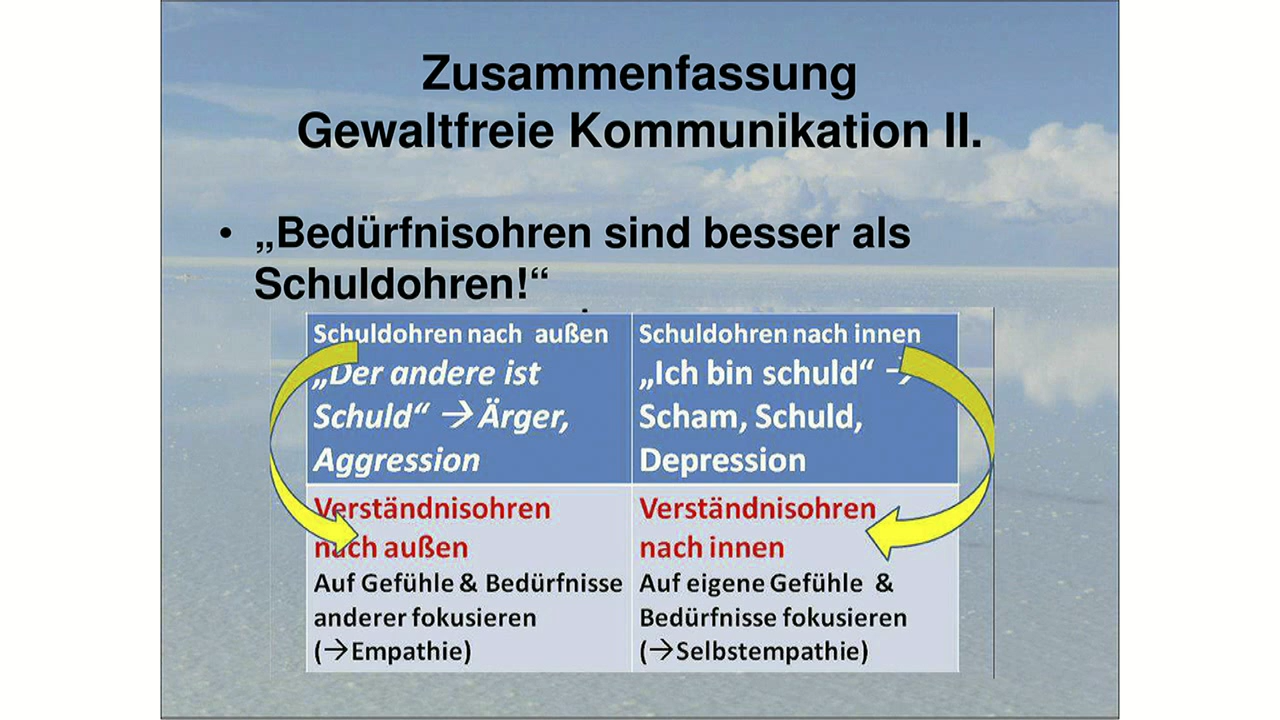 Zusammenfassung
Gewaltfreie Kommunikation II.
• „Bedürfnisohren sind besser als
Schuldohren!“
Schuldohren nach außen
„Der andere ist
Schuld“ → Ärger,
Aggression
Schuldohren nach innen
„Ich bin schuld“ →
Scham, Schuld,
Depression
Verständnisohren
nach außen
Auf Gefühle & Bedürfnisse
anderer fokusieren
(→Empathie)
Verständnisohren
nach innen
Auf eigene Gefühle &
Bedürfnisse fokusieren
(→Selbstempathie)